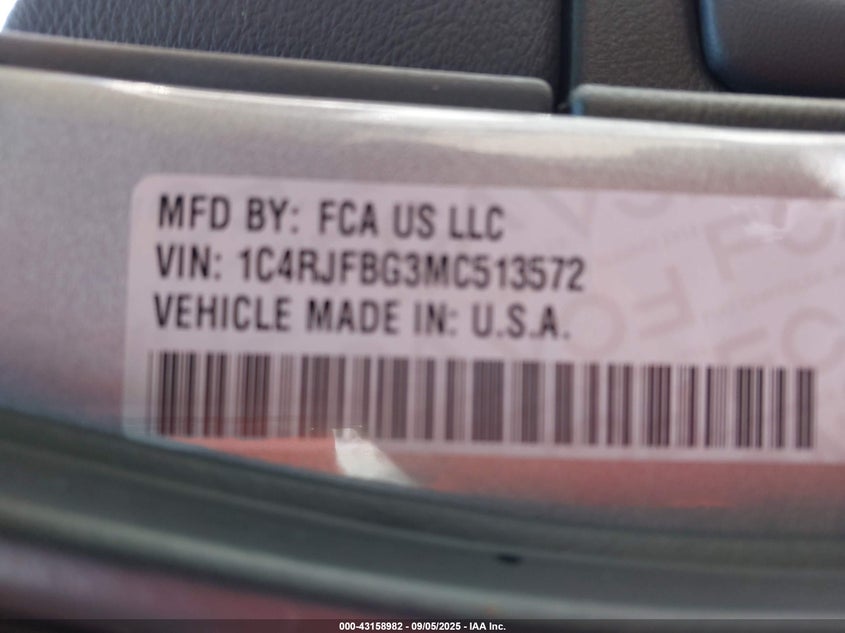 MFD BY: FCA US LLC
VIN: 1C4RJFBG3MC513572
VEHICLE MADE IN: U.S.A.
000-43158982 - 09/05/2025 - IAA Inc.